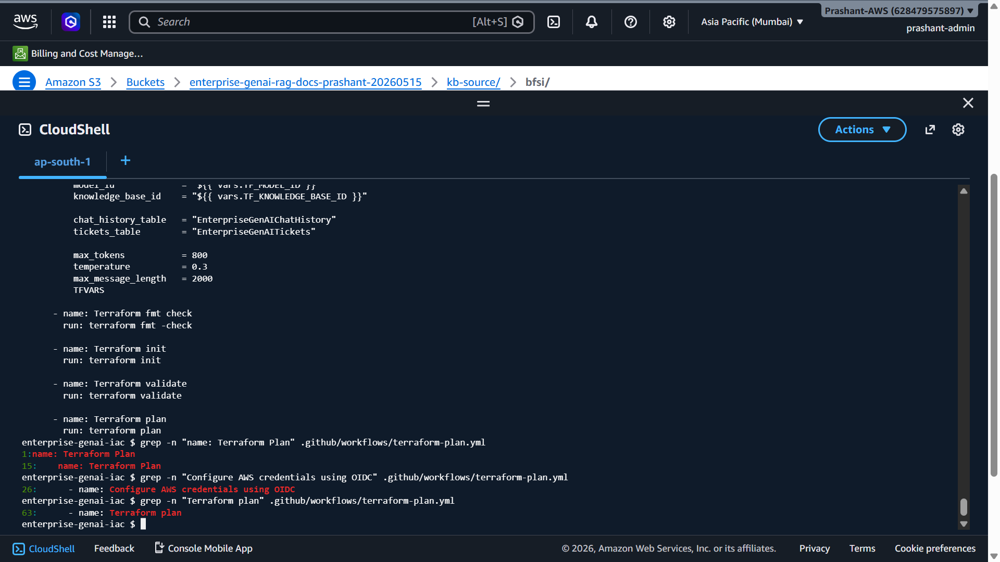 aws
Search
[Alt+S]
Asia Pacific (Mumbai)
Prashant-AWS (628479575897)
prashant-admin
Billing and Cost Manage...
Amazon S3
Buckets
enterprise-genai-rag-docs-prashant-20260515
kb-source/
bfsi/
CloudShell
Actions
ap-south-1
+
model_id = "${{ vars.TF_MODEL_ID }}"
knowledge_base_id = "${{ vars.TF_KNOWLEDGE_BASE_ID }}"
chat_history_table = "EnterpriseGenAIChatHistory"
tickets_table = "EnterpriseGenAITickets"
max_tokens = 800
temperature = 0.3
max_message_length = 2000
TFVARS
- name: Terraform fmt check
run: terraform fmt -check
- name: Terraform init
run: terraform init
- name: Terraform validate
run: terraform validate
- name: Terraform plan
run: terraform plan
enterprise-genai-iac $ grep -n "name: Terraform Plan" .github/workflows/terraform-plan.yml
1:name: Terraform Plan
15:    name: Terraform Plan
enterprise-genai-iac $ grep -n "Configure AWS credentials using OIDC" .github/workflows/terraform-plan.yml
26:      - name: Configure AWS credentials using OIDC
enterprise-genai-iac $ grep -n "Terraform plan" .github/workflows/terraform-plan.yml
63:      - name: Terraform plan
enterprise-genai-iac $
CloudShell
Feedback
Console Mobile App
© 2026, Amazon Web Services, Inc. or its affiliates.
Privacy
Terms
Cookie preferences